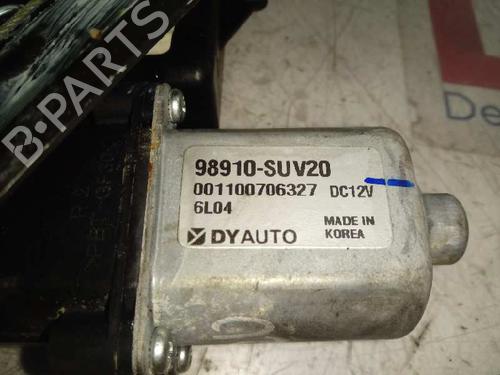 98910-SUV20
001100706327 DC12V
6L04
MADE IN
KOREA
DYAUTO
B-PARTS
De